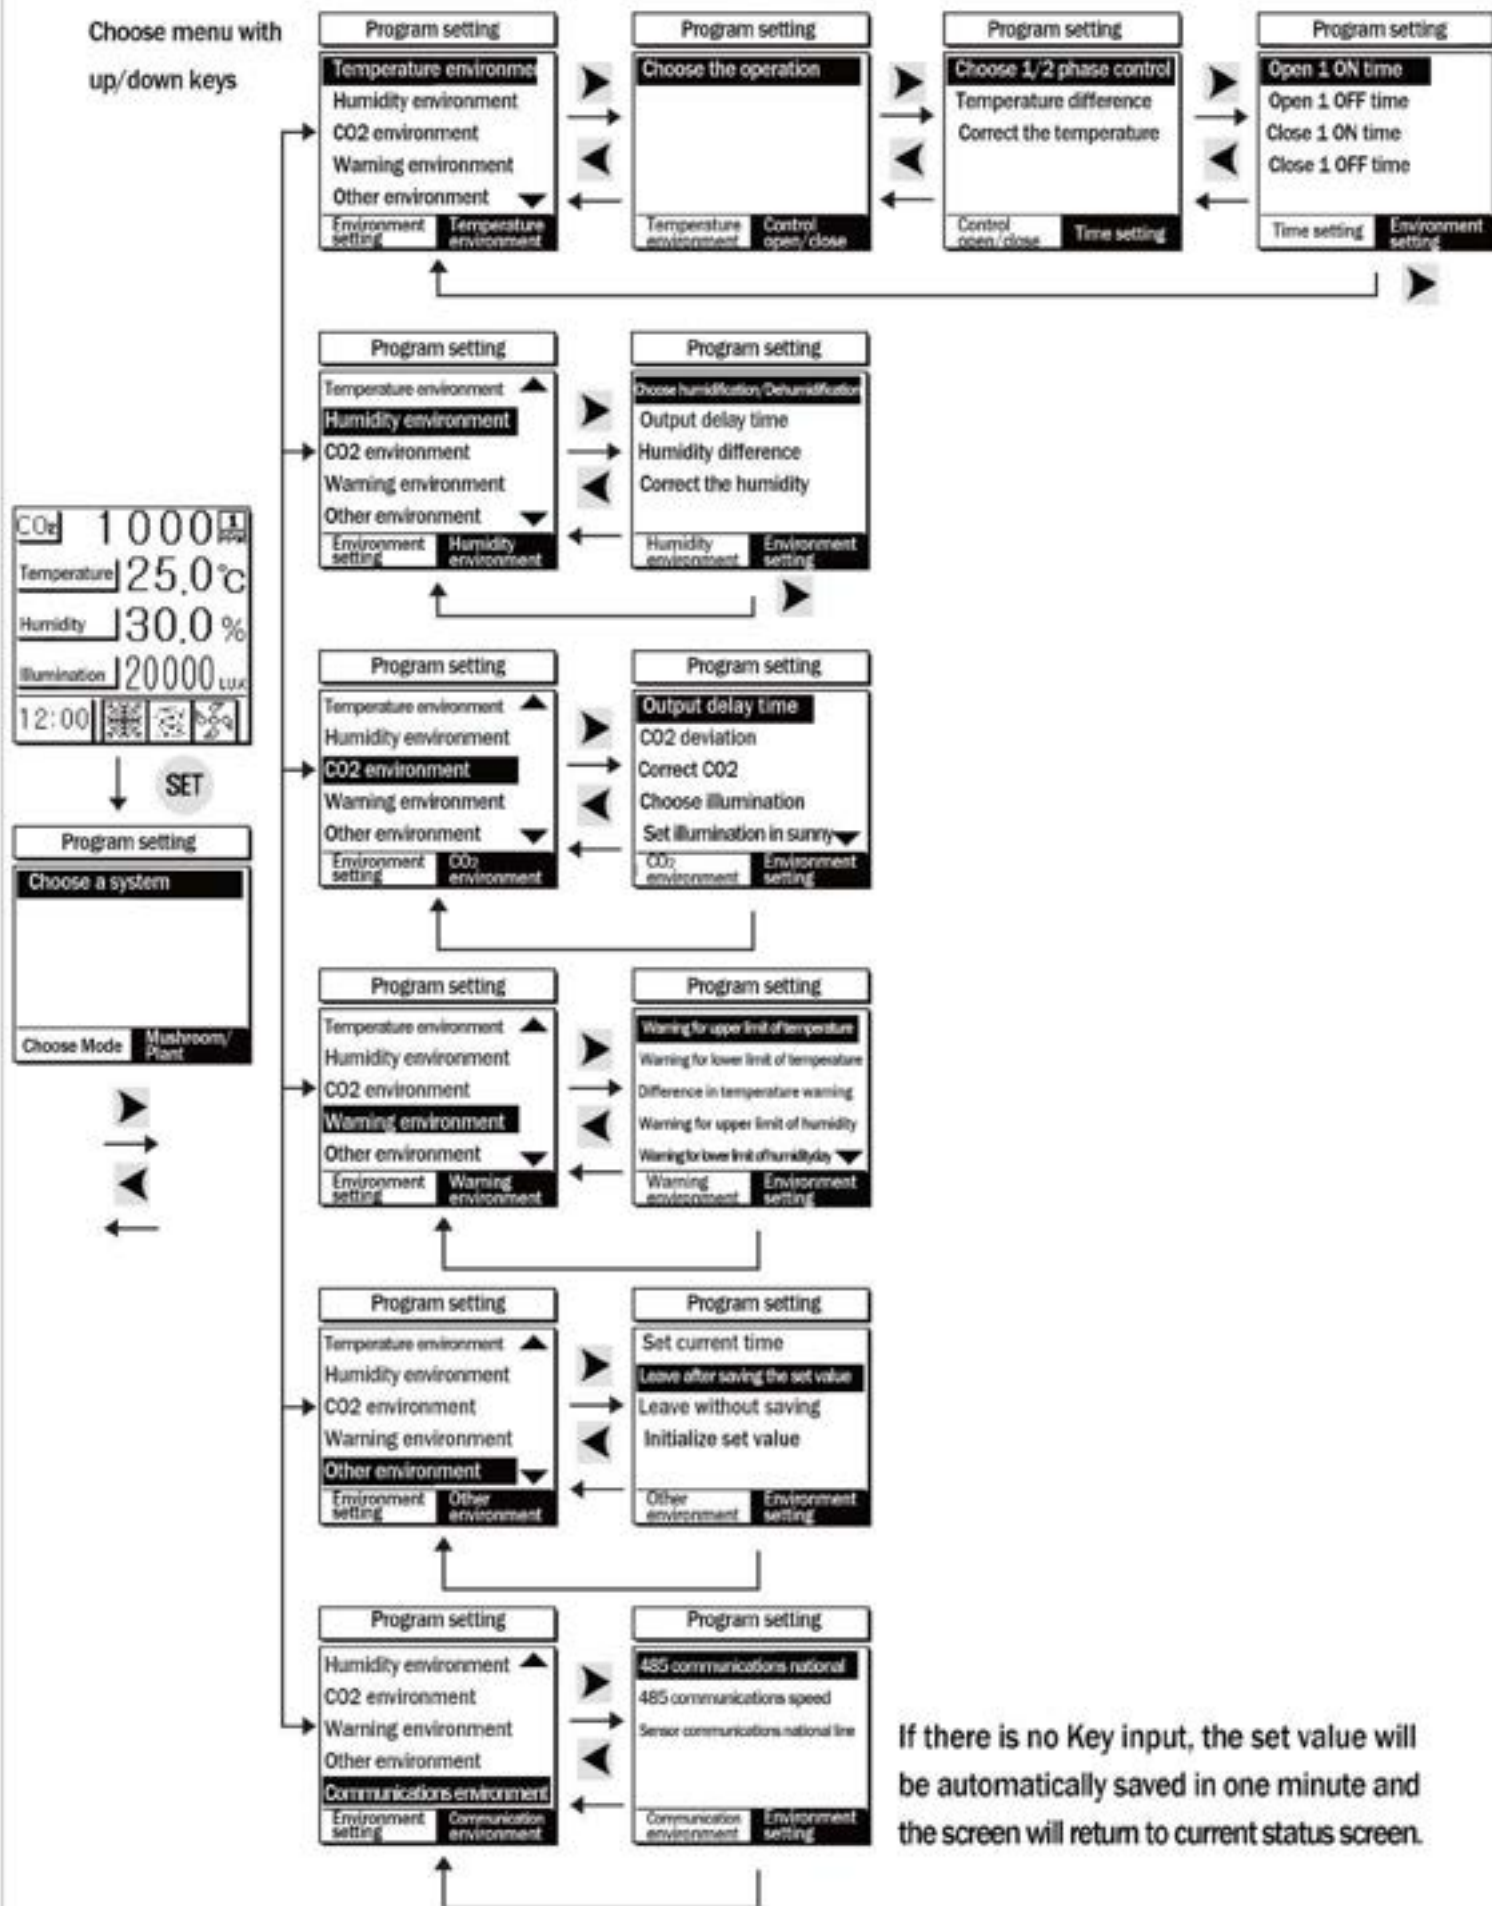 Choose menu with
up/down keys
Program setting
Temperature environme
Humidity environment
CO2 environment
Warning environment
Other environment
Environment
setting
Temperature
environment
Program setting
Choose the operation
Temperature
environment
Control
open/close
Program setting
Choose 1/2 phase control
Temperature difference
Correct the temperature
Control
open/close
Time setting
Program setting
Open 1 ON time
Open 1 OFF time
Close 1 ON time
Close 1 OFF time
Time setting
Environment
setting
Program setting
Temperature environment
Humidity environment
CO2 environment
Warning environment
Other environment
Environment
setting
Humidity
environment
Program setting
Choose humidification/Dehumidification
Output delay time
Humidity difference
Correct the humidity
Humidity
environment
Environment
setting
CO2 1000 1 PPM
Temperature 25.0℃
Humidity 30.0 %
Illumination 20000 LUX
12:00
SET
Program setting
Choose a system
Choose Mode
Mushroom/
Plant
Program setting
Temperature environment
Humidity environment
CO2 environment
Warning environment
Other environment
Environment
setting
CO2
environment
Program setting
Output delay time
CO2 deviation
Correct CO2
Choose illumination
Set illumination in sunny
CO2
environment
Environment
setting
Program setting
Temperature environment
Humidity environment
CO2 environment
Warning environment
Other environment
Environment
setting
Warning
environment
Program setting
Warning for upper limit of temperature
Warning for lower limit of temperature
Difference in temperature warning
Warning for upper limit of humidity
Warning for lower limit of humidityday
Warning
environment
Environment
setting
Program setting
Temperature environment
Humidity environment
CO2 environment
Warning environment
Other environment
Environment
setting
Other
environment
Program setting
Set current time
Leave after saving the set value
Leave without saving
Initialize set value
Other
environment
Environment
setting
Program setting
Humidity environment
CO2 environment
Warning environment
Other environment
Communications environment
Environment
setting
Communication
environment
Program setting
485 communications national
485 communications speed
Sensor communications national line
Communication
environment
Environment
setting
If there is no Key input, the set value will
be automatically saved in one minute and
the screen will return to current status screen.